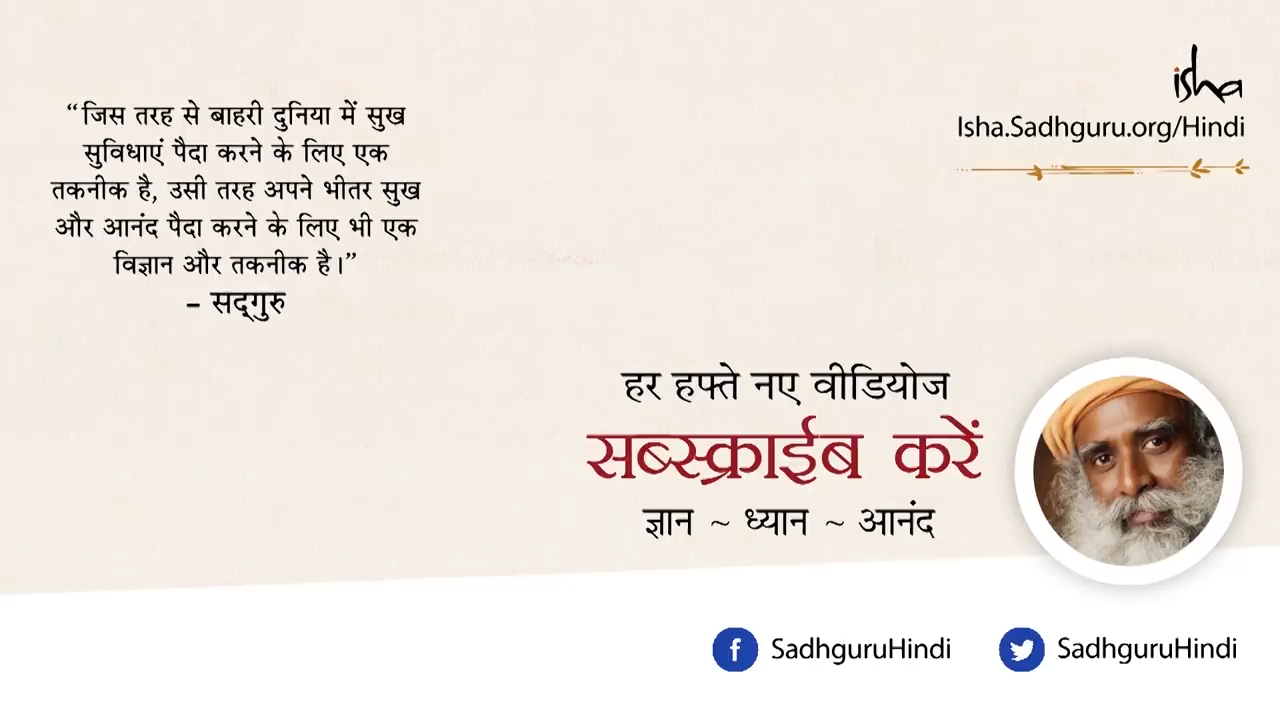 “जिस तरह से बाहरी दुनिया में सुख
सुविधाएं पैदा करने के लिए एक
तकनीक है, उसी तरह अपने भीतर सुख
और आनंद पैदा करने के लिए भी एक
विज्ञान और तकनीक है।”
– सद्गुरु
isha
Isha.Sadhguru.org/Hindi
हर हफ्ते नए वीडियोज
सब्स्क्राईब करें
ज्ञान ~ ध्यान ~ आनंद
f SadhguruHindi
SadhguruHindi